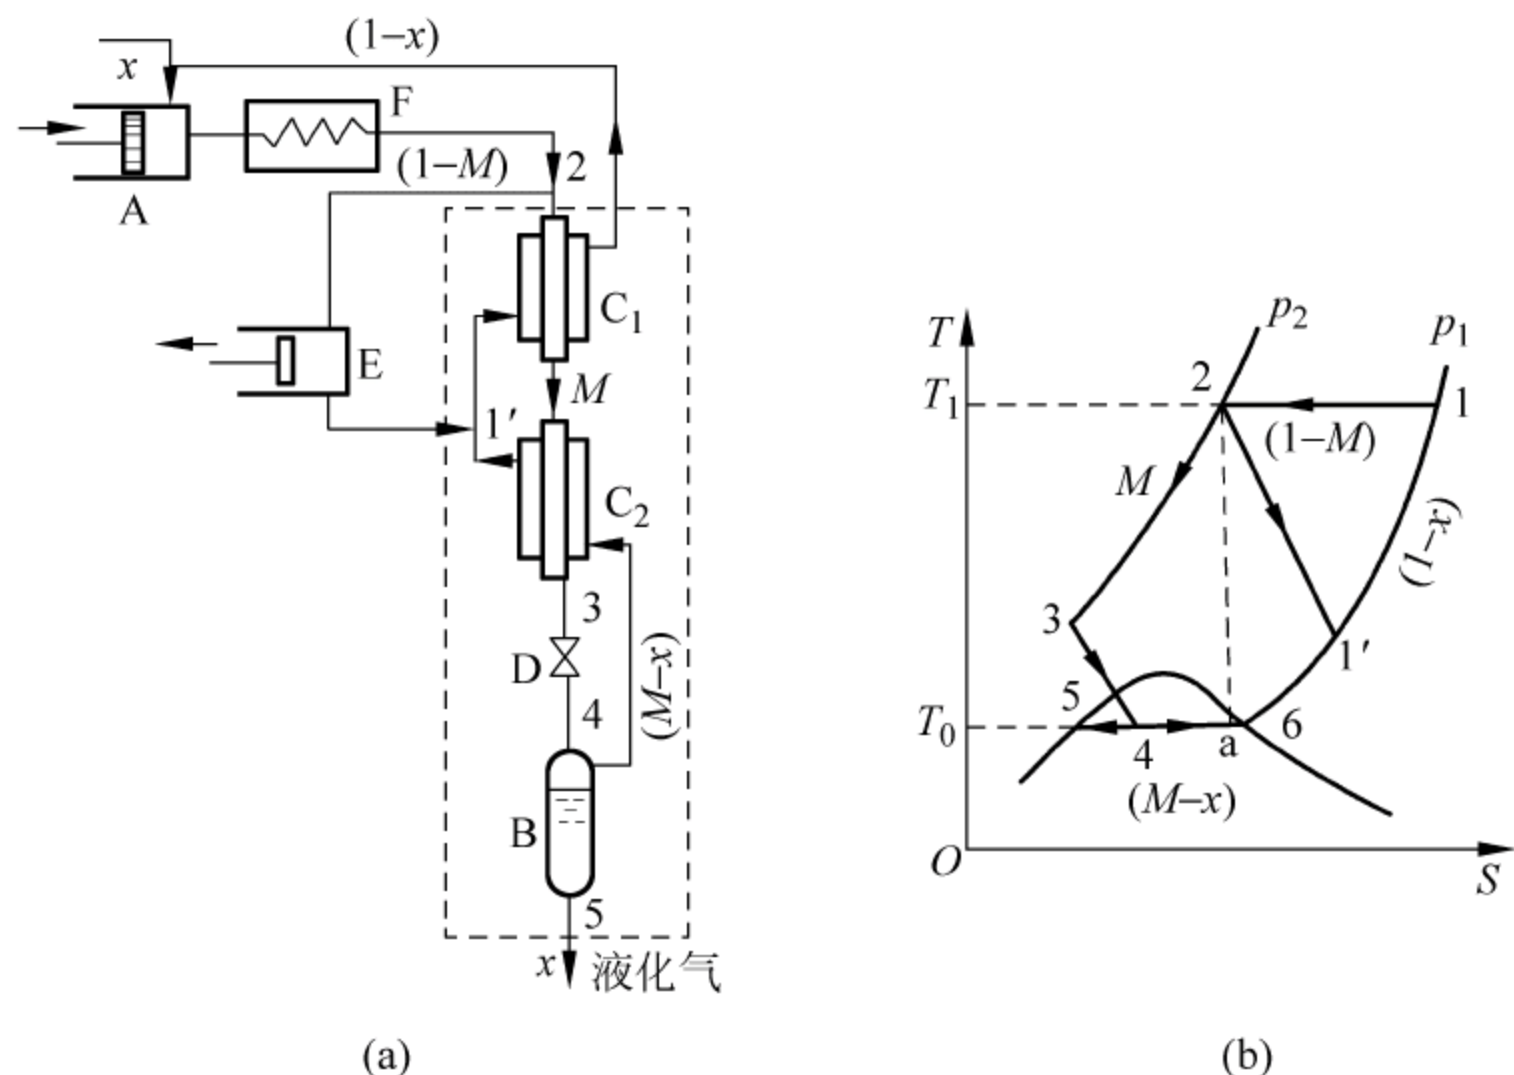 (1–x)
x
F
(1–M)
2
A
C1
E
M
1′
C2
3
D
4
(M–x)
B
5
x 液化气
(a)
T
p2
p1
T1
2
1
(1–M)
M
(1–x)
3
1′
5
T0
4
a
6
(M–x)
O
S
(b)